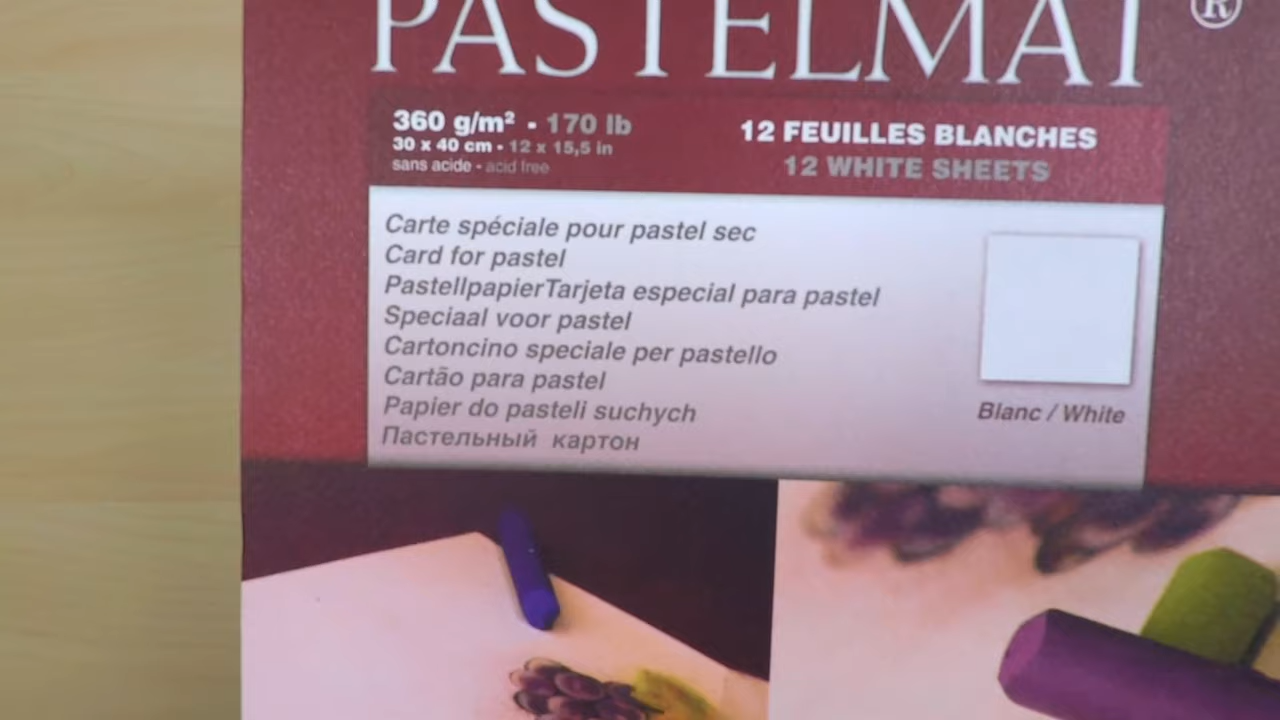 PASTELMAT®
360 g/m² - 170 lb
30 x 40 cm - 12 x 15,5 in
sans acide - acid free
12 FEUILLES BLANCHES
12 WHITE SHEETS
Carte spéciale pour pastel sec
Card for pastel
PastellpapierTarjeta especial para pastel
Speciaal voor pastel
Cartoncino speciale per pastello
Cartão para pastel
Papier do pasteli suchych
Пастельный картон
Blanc / White